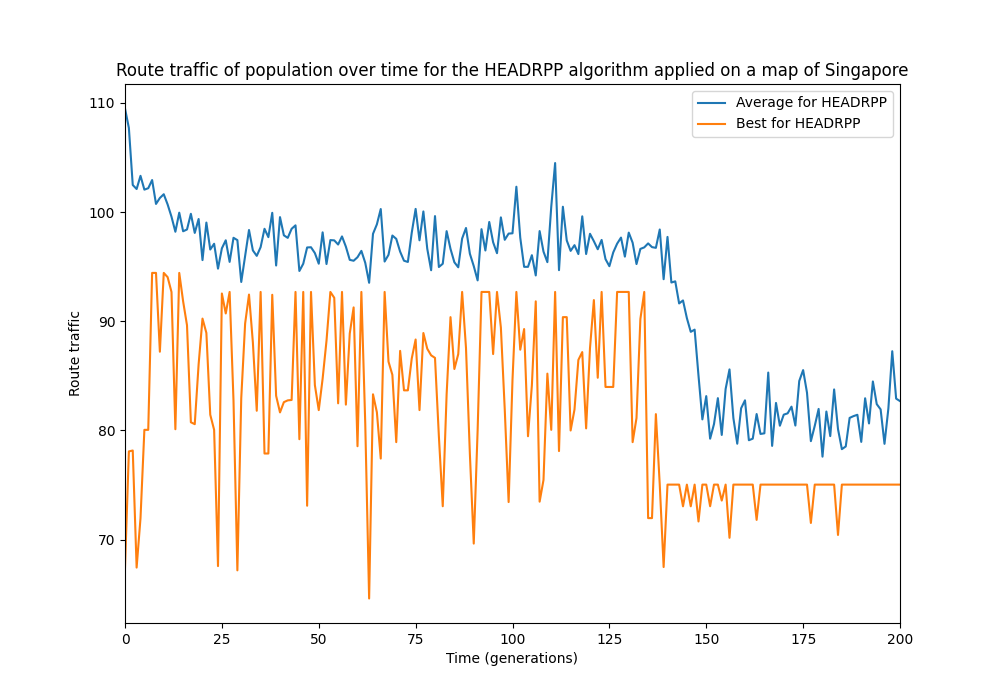 Route traffic of population over time for the HEADRPP algorithm applied on a map of Singapore
Average for HEADRPP
Best for HEADRPP
Route traffic
110
100
90
80
70
0 25 50 75 100 125 150 175 200
Time (generations)